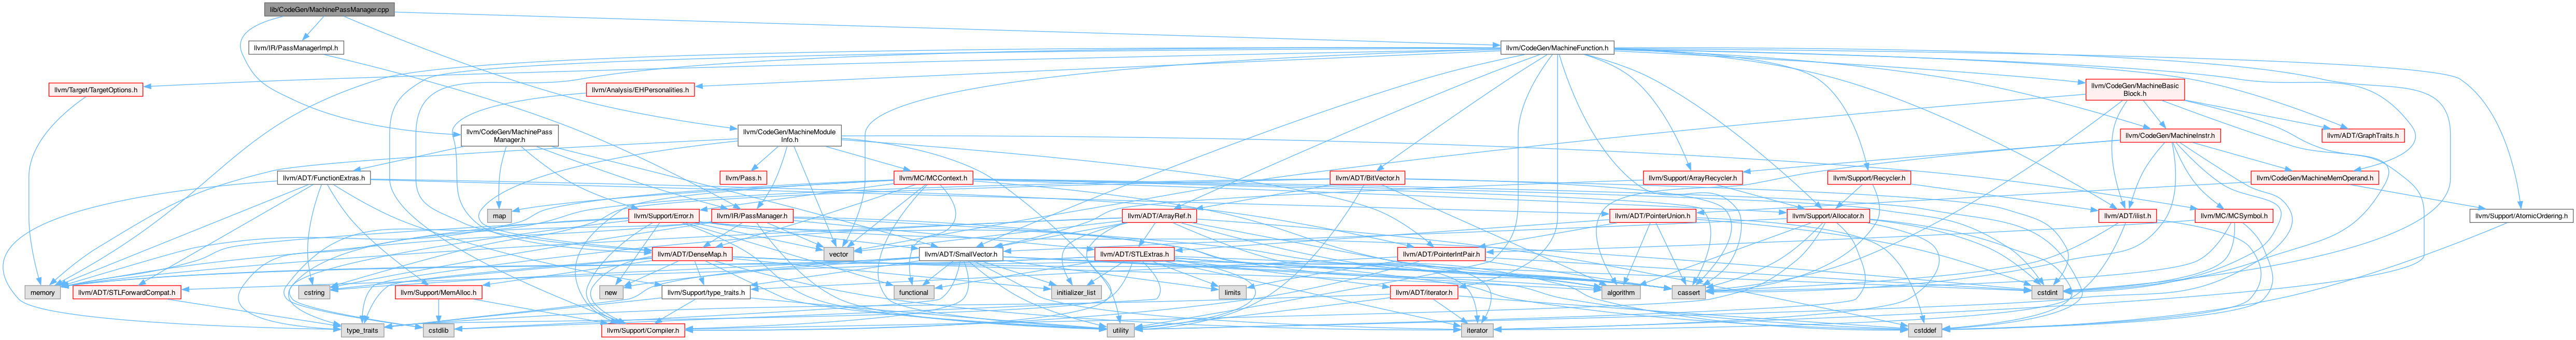 lib/CodeGen/MachinePassManager.cpp
llvm/IR/PassManagerImpl.h
llvm/CodeGen/MachineFunction.h
llvm/Target/TargetOptions.h
llvm/Analysis/EHPersonalities.h
llvm/CodeGen/MachineBasic
Block.h
llvm/CodeGen/MachinePass
Manager.h
llvm/CodeGen/MachineModule
Info.h
llvm/CodeGen/MachineInstr.h
llvm/ADT/GraphTraits.h
llvm/ADT/FunctionExtras.h
llvm/Pass.h
llvm/MC/MCContext.h
llvm/ADT/BitVector.h
llvm/Support/ArrayRecycler.h
llvm/Support/Recycler.h
llvm/CodeGen/MachineMemOperand.h
map
llvm/Support/Error.h
llvm/IR/PassManager.h
llvm/ADT/ArrayRef.h
llvm/ADT/PointerUnion.h
llvm/Support/Allocator.h
llvm/ADT/ilist.h
llvm/MC/MCSymbol.h
llvm/Support/AtomicOrdering.h
llvm/ADT/DenseMap.h
vector
llvm/ADT/SmallVector.h
llvm/ADT/STLExtras.h
llvm/ADT/PointerIntPair.h
memory
llvm/ADT/STLForwardCompat.h
cstring
llvm/Support/MemAlloc.h
new
llvm/Support/type_traits.h
functional
initializer_list
limits
llvm/ADT/iterator.h
algorithm
cassert
cstdint
type_traits
cstdlib
llvm/Support/Compiler.h
utility
iterator
cstddef